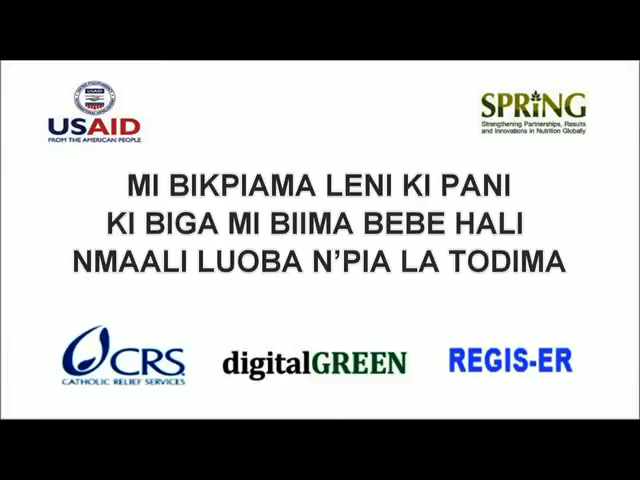 USAID
FROM THE AMERICAN PEOPLE
SPRING
Strengthening Partnerships, Results
and Innovations in Nutrition Globally
MI BIKPIAMA LENI KI PANI
KI BIGA MI BIIMA BEBE HALI
NMAALI LUOBA N'PIA LA TODIMA
CRS
CATHOLIC RELIEF SERVICES
digitalGREEN
REGIS-ER